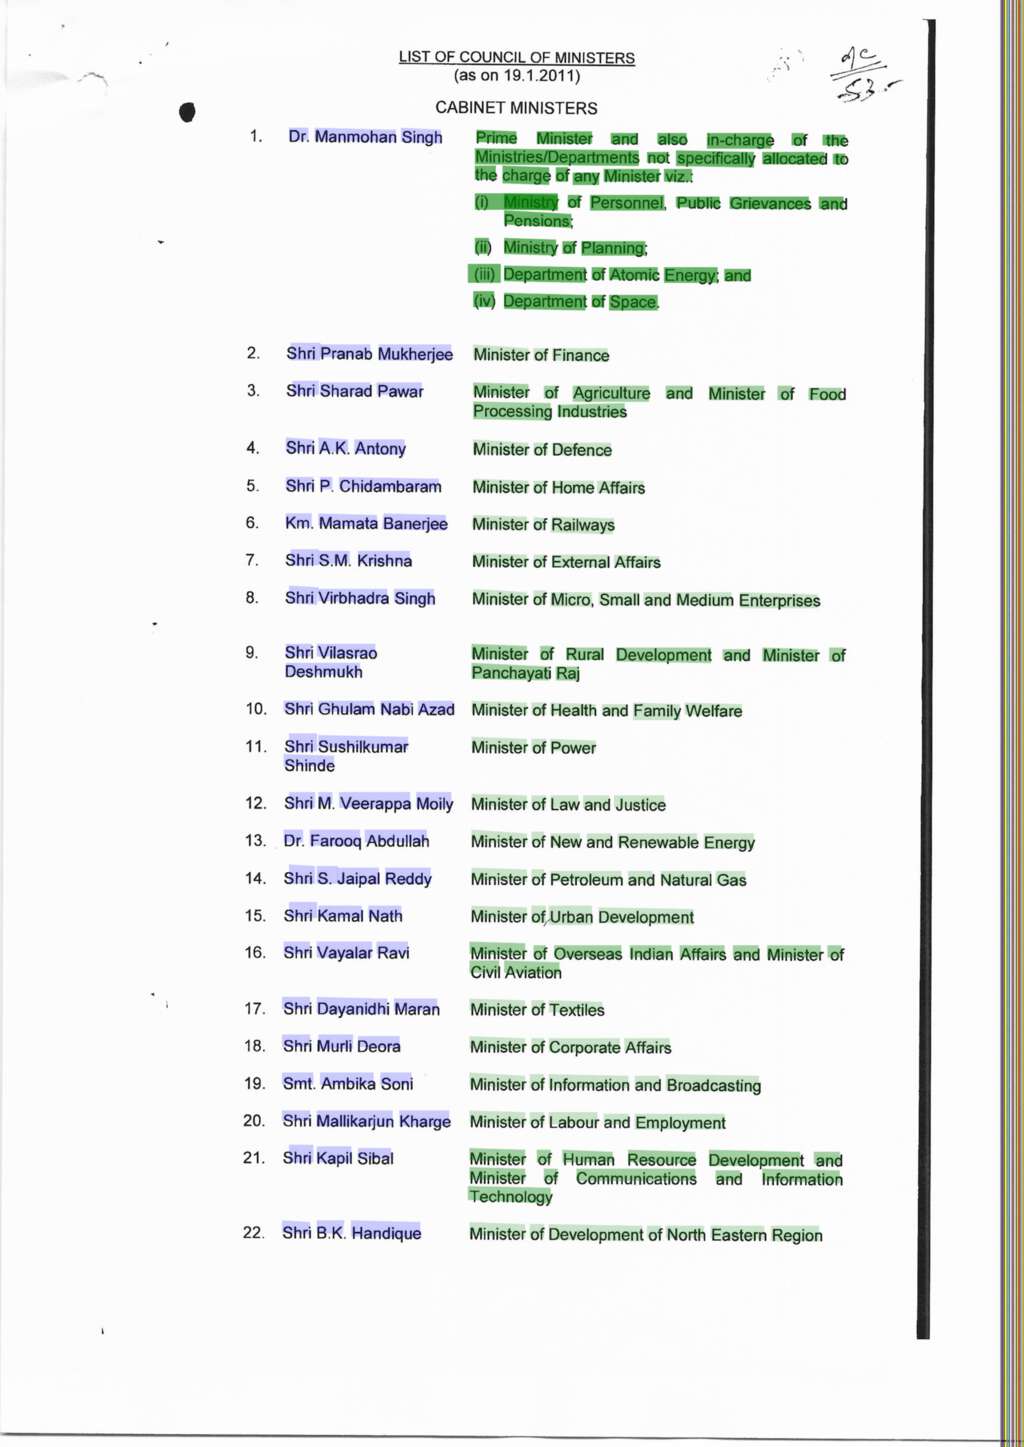 LIST OF COUNCIL OF MINISTERS
(as on 19.1.2011)
CABINET MINISTERS
1. Dr. Manmohan Singh Prime Minister and also in-charge of the
Ministries/Departments not specifically allocated to
the charge of any Minister viz.:
(i) Ministry of Personnel, Public Grievances and
Pensions;
(ii) Ministry of Planning;
(iii) Department of Atomic Energy; and
(iv) Department of Space.
2. Shri Pranab Mukherjee Minister of Finance
3. Shri Sharad Pawar Minister of Agriculture and Minister of Food
Processing Industries
4. Shri A.K. Antony Minister of Defence
5. Shri P. Chidambaram Minister of Home Affairs
6. Km. Mamata Banerjee Minister of Railways
7. Shri S.M. Krishna Minister of External Affairs
8. Shri Virbhadra Singh Minister of Micro, Small and Medium Enterprises
9. Shri Vilasrao Minister of Rural Development and Minister of
Deshmukh Panchayati Raj
10. Shri Ghulam Nabi Azad Minister of Health and Family Welfare
11. Shri Sushilkumar Minister of Power
Shinde
12. Shri M. Veerappa Moily Minister of Law and Justice
13. Dr. Farooq Abdullah Minister of New and Renewable Energy
14. Shri S. Jaipal Reddy Minister of Petroleum and Natural Gas
15. Shri Kamal Nath Minister of Urban Development
16. Shri Vayalar Ravi Minister of Overseas Indian Affairs and Minister of
Civil Aviation
17. Shri Dayanidhi Maran Minister of Textiles
18. Shri Murli Deora Minister of Corporate Affairs
19. Smt. Ambika Soni Minister of Information and Broadcasting
20. Shri Mallikarjun Kharge Minister of Labour and Employment
21. Shri Kapil Sibal Minister of Human Resource Development and
Minister of Communications and Information
Technology
22. Shri B.K. Handique Minister of Development of North Eastern Region